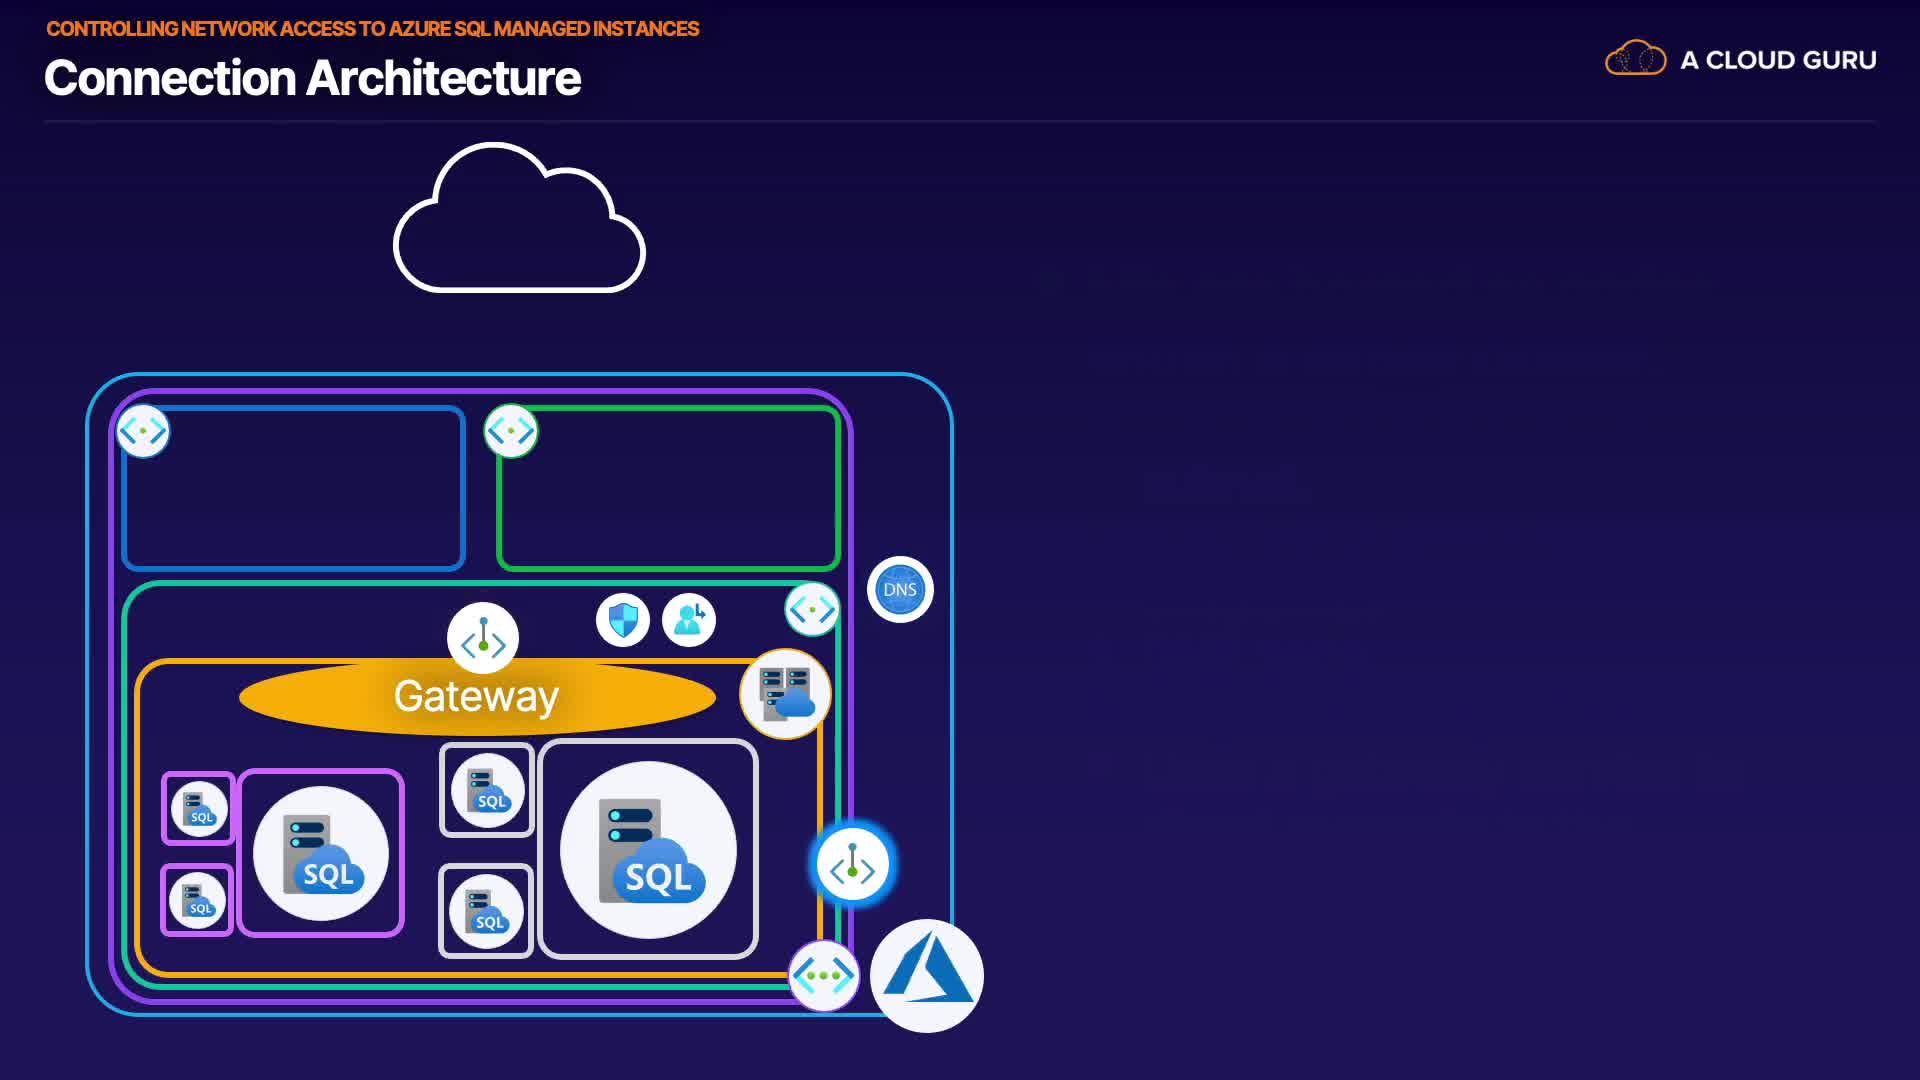 CONTROLLING NETWORK ACCESS TO AZURE SQL MANAGED INSTANCES
Connection Architecture
A CLOUD GURU
DNS
Gateway
SQL
SQL
SQL
SQL
SQL
SQL